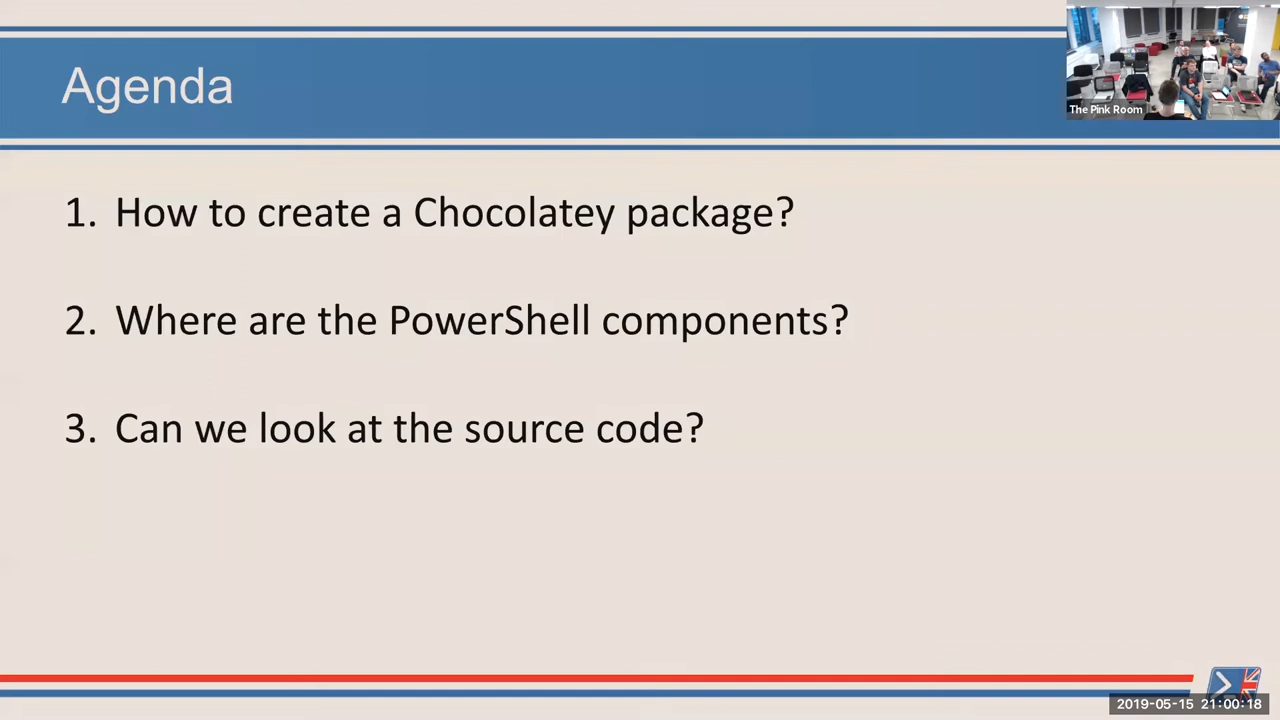 Agenda
The Pink Room
1. How to create a Chocolatey package?
2. Where are the PowerShell components?
3. Can we look at the source code?
2019-05-15 21:00:18